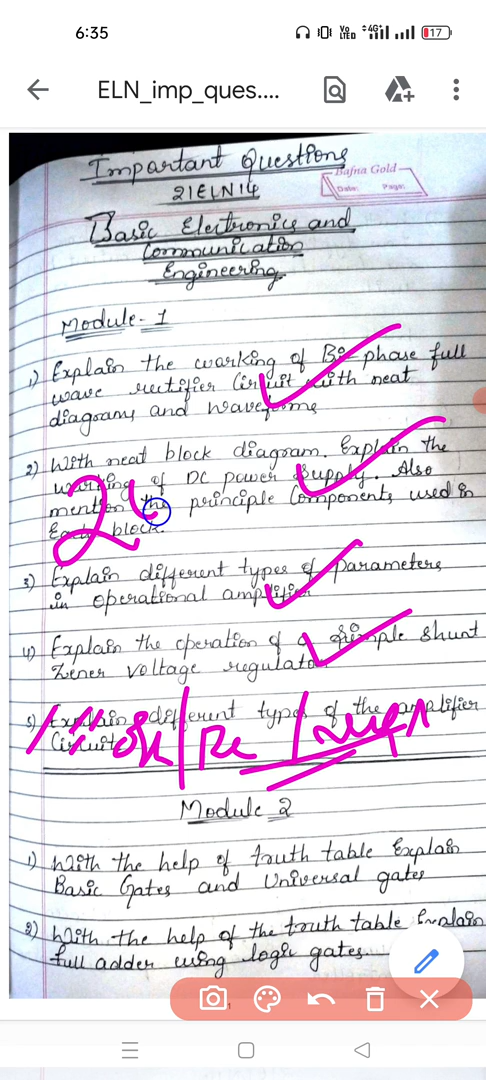 6:35
Vo
LTED
4G
17
ELN_imp_ques....
Important Questions
Bafna Gold
Date:
Page:
21ELN14
Basic Electronics and
Communication
Engineering
Module-1
1) Explain the working of Bi-phase full
wave rectifier Circuit with neat
diagram and waveforms
2) With neat block diagram. Explain the
working of DC power Supply. Also
mention the principle Components used in
Each block.
3) Explain different types of parameters
in operational amplifier
4) Explain the operation of a simple shunt
Zener voltage regulator
5) Explain different types of the amplifier
Circuit
Module 2
1) With the help of truth table Explain
Basic Gates and Universal gates
2) With the help of the truth table Explain
full adder using logic gates.